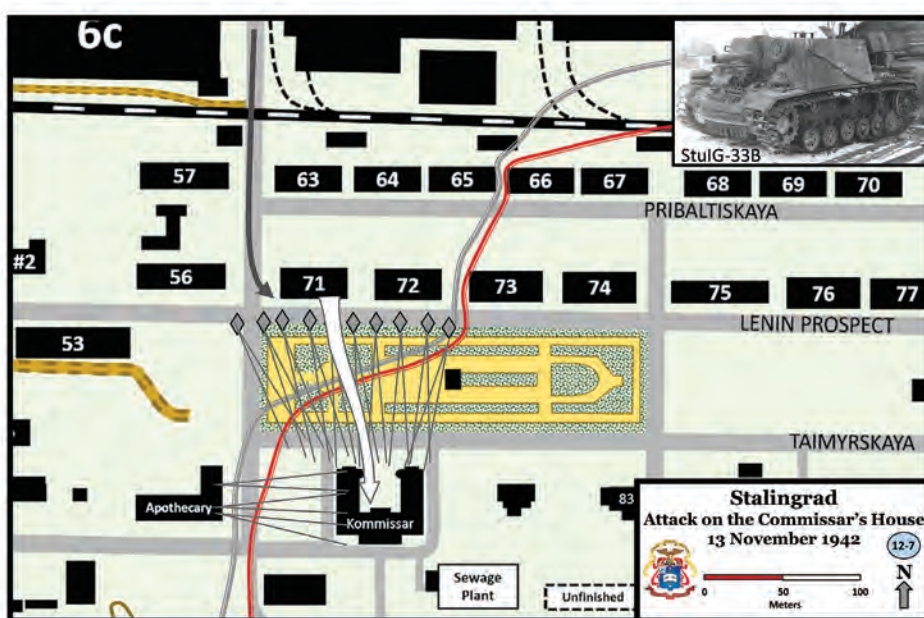 6c
StuIG-33B
57
63
64
65
66
67
68
69
70
PRIBALTISKAYA
#2
56
71
72
73
74
75
76
77
LENIN PROSPECT
53
TAIMYRSKAYA
Apothecary
Kommissar
83
Sewage
Plant
Unfinished
Stalingrad
Attack on the Commissar's House
13 November 1942
12-7
N
0
50
100
Meters